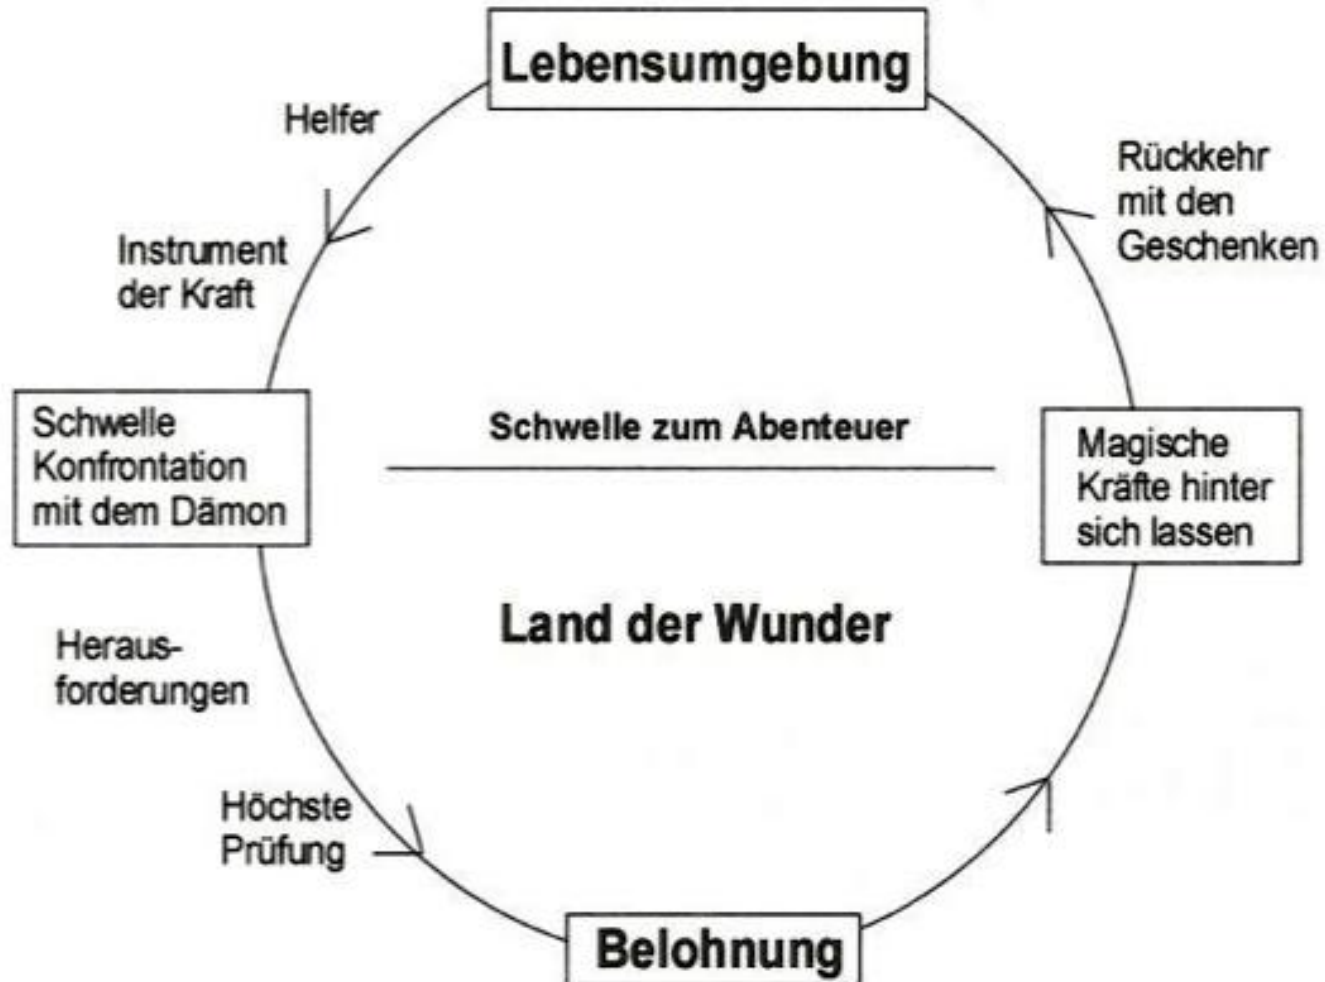 Lebensumgebung
Helfer
Rückkehr
mit den
Geschenken
Instrument
der Kraft
Schwelle
Konfrontation
mit dem Dämon
Schwelle zum Abenteuer
Magische
Kräfte hinter
sich lassen
Land der Wunder
Heraus-
forderungen
Höchste
Prüfung
Belohnung